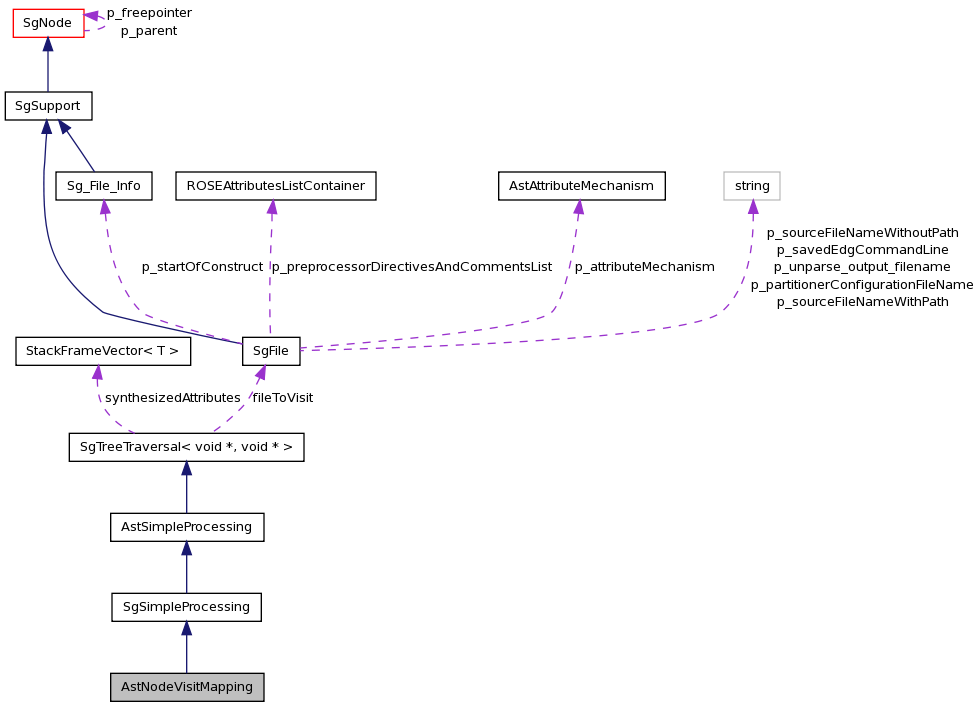 SgNode
p_freepointer
p_parent
SgSupport
Sg_File_Info
ROSEAttributesListContainer
AstAttributeMechanism
string
p_startOfConstruct
p_preprocessorDirectivesAndCommentsList
p_attributeMechanism
p_sourceFileNameWithoutPath
p_savedEdgCommandLine
p_unparse_output_filename
p_partitionerConfigurationFileName
p_sourceFileNameWithPath
StackFrameVector< T >
SgFile
synthesizedAttributes
fileToVisit
SgTreeTraversal< void *, void * >
AstSimpleProcessing
SgSimpleProcessing
AstNodeVisitMapping